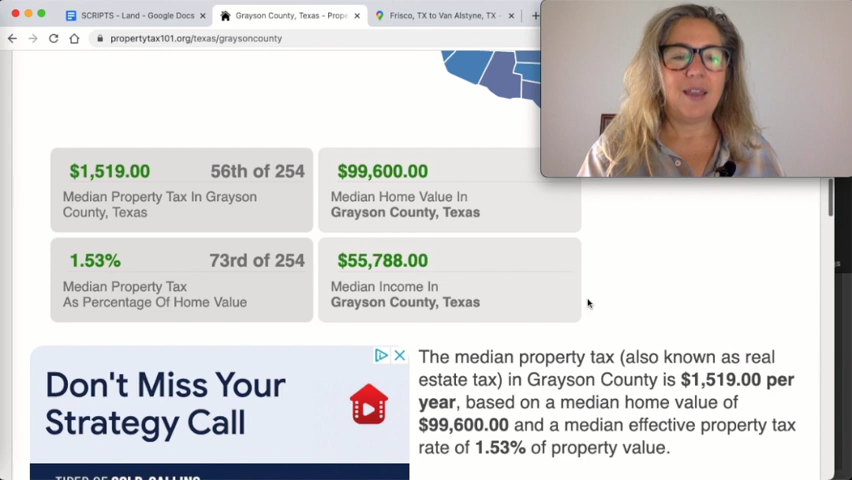 SCRIPTS - Land - Google Docs
Grayson County, Texas - Prope
Frisco, TX to Van Alstyne, TX -
propertytax101.org/texas/graysoncounty
$1,519.00 56th of 254
Median Property Tax In Grayson
County, Texas
$99,600.00
Median Home Value In
Grayson County, Texas
1.53% 73rd of 254
Median Property Tax
As Percentage Of Home Value
$55,788.00
Median Income In
Grayson County, Texas
Don't Miss Your
Strategy Call
TIRED OF COLD-CALLING
The median property tax (also known as real
estate tax) in Grayson County is $1,519.00 per
year, based on a median home value of
$99,600.00 and a median effective property tax
rate of 1.53% of property value.